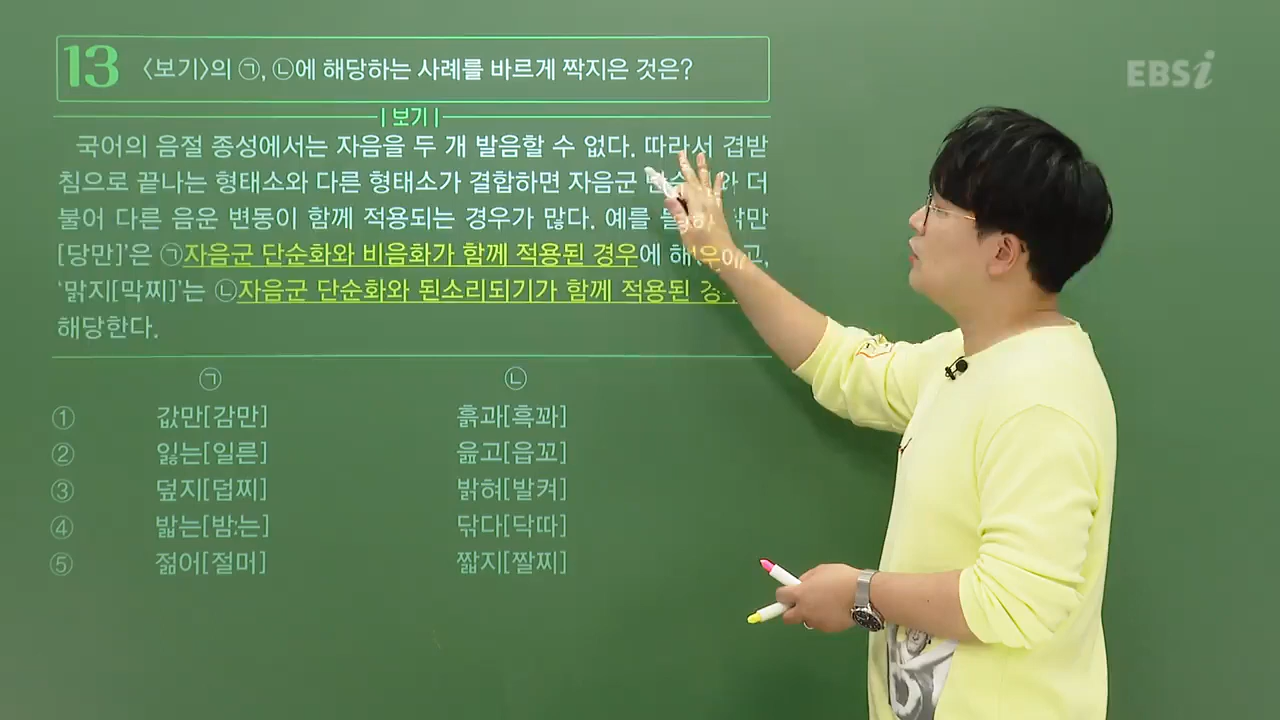 13 〈보기〉의 ㉠, ㉡에 해당하는 사례를 바르게 짝지은 것은?
EBSi
| 보기 |
국어의 음절 종성에서는 자음을 두 개 발음할 수 없다. 따라서 겹받
침으로 끝나는 형태소와 다른 형태소가 결합하면 자음군 더
불어 다른 음운 변동이 함께 적용되는 경우가 많다. 예를
[당만]'은 ㉠자음군 단순화와 비음화가 함께 적용된 경우에
'맑지[막찌]'는 ㉡자음군 단순화와 된소리되기가 함께 적용된
해당한다.
㉠ ㉡
① 값만[감만] 흙과[흑꽈]
② 잃는[일른] 읊고[읍꼬]
③ 덮지[덥찌] 밝혀[발켜]
④ 밟는[밤:는] 닦다[닥따]
⑤ 젊어[절머] 짧지[짤찌]